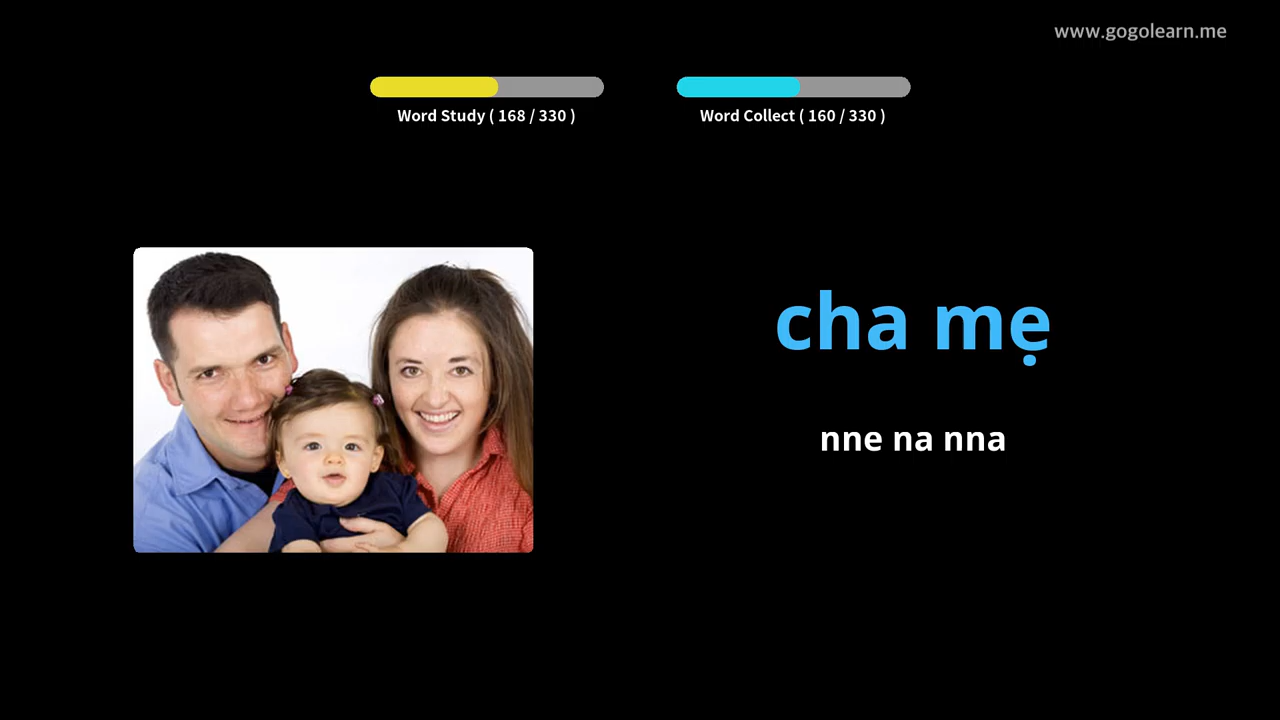 www.gogolearn.me
Word Study ( 168 / 330 )
Word Collect ( 160 / 330 )
cha mẹ
nne na nna